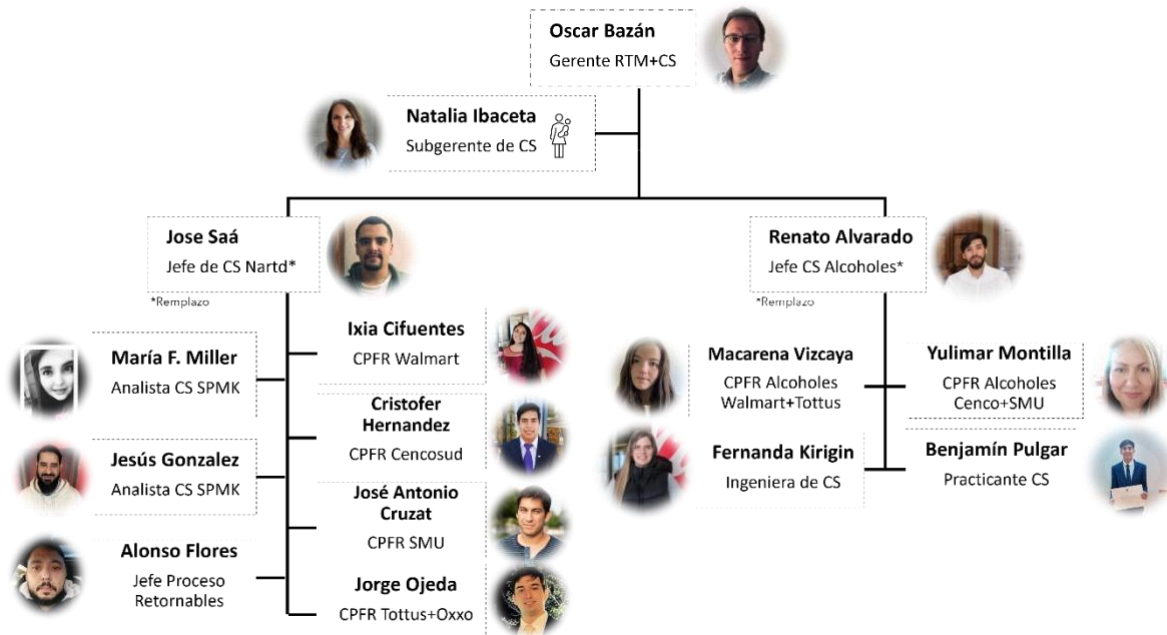 Oscar Bazán
Gerente RTM+CS
Natalia Ibaceta
Subgerente de CS
Jose Saá
Jefe de CS Nartd*
*Remplazo
Renato Alvarado
Jefe CS Alcoholes*
*Remplazo
María F. Miller
Analista CS SPMK
Jesús Gonzalez
Analista CS SPMK
Alonso Flores
Jefe Proceso
Retornables
Ixia Cifuentes
CPFR Walmart
Cristofer
Hernandez
CPFR Cencosud
José Antonio
Cruzat
CPFR SMU
Jorge Ojeda
CPFR Tottus+Oxxo
Macarena Vizcaya
CPFR Alcoholes
Walmart+Tottus
Yulimar Montilla
CPFR Alcoholes
Cenco+SMU
Fernanda Kirigin
Ingeniera de CS
Benjamín Pulgar
Practicante CS